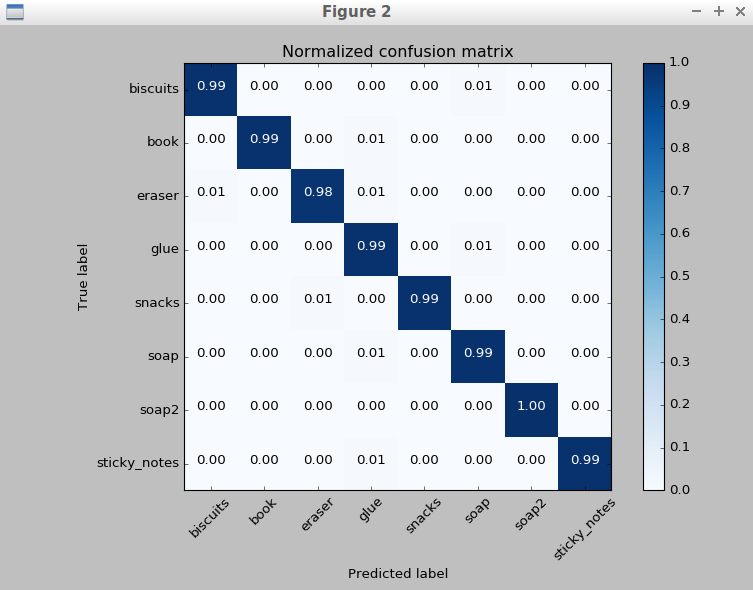 Figure 2
Normalized confusion matrix
biscuits 0.99 0.00 0.00 0.00 0.00 0.01 0.00 0.00
book 0.00 0.99 0.00 0.01 0.00 0.00 0.00 0.00
eraser 0.01 0.00 0.98 0.01 0.00 0.00 0.00 0.00
glue 0.00 0.00 0.00 0.99 0.00 0.01 0.00 0.00
snacks 0.00 0.00 0.01 0.00 0.99 0.00 0.00 0.00
soap 0.00 0.00 0.00 0.01 0.00 0.99 0.00 0.00
soap2 0.00 0.00 0.00 0.00 0.00 0.00 1.00 0.00
sticky_notes 0.00 0.00 0.00 0.01 0.00 0.00 0.00 0.99
biscuits book eraser glue snacks soap soap2 sticky_notes
True label
Predicted label
1.0
0.9
0.8
0.7
0.6
0.5
0.4
0.3
0.2
0.1
0.0